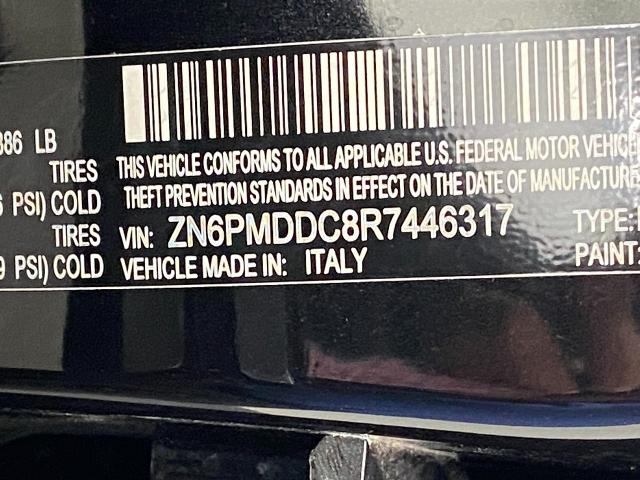 386 LB
TIRES
PSI) COLD
TIRES
9 PSI) COLD
THIS VEHICLE CONFORMS TO ALL APPLICABLE U.S. FEDERAL MOTOR VEHICLE
THEFT PREVENTION STANDARDS IN EFFECT ON THE DATE OF MANUFACTURE
VIN: ZN6PMDDC8R7446317
VEHICLE MADE IN: ITALY
TYPE:
PAINT: